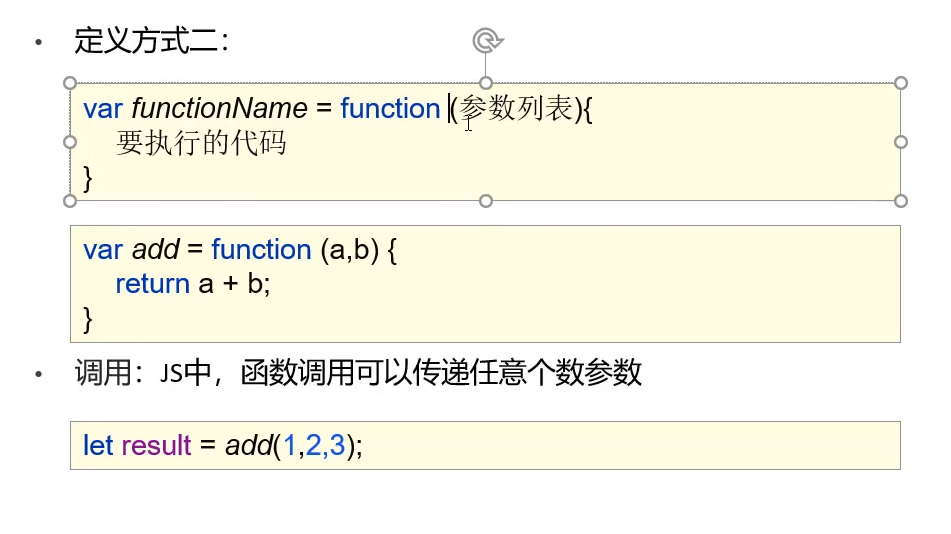 • 定义方式二：
var functionName = function (参数列表){
要执行的代码
}
var add = function (a,b) {
return a + b;
}
• 调用：JS中，函数调用可以传递任意个数参数
let result = add(1,2,3);